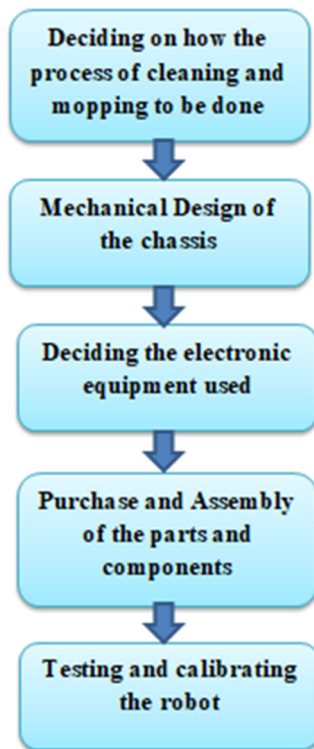 Deciding on how the
process of cleaning and
mopping to be done
Mechanical Design of
the chassis
Deciding the electronic
equipment used
Purchase and Assembly
of the parts and
components
Testing and calibrating
the robot